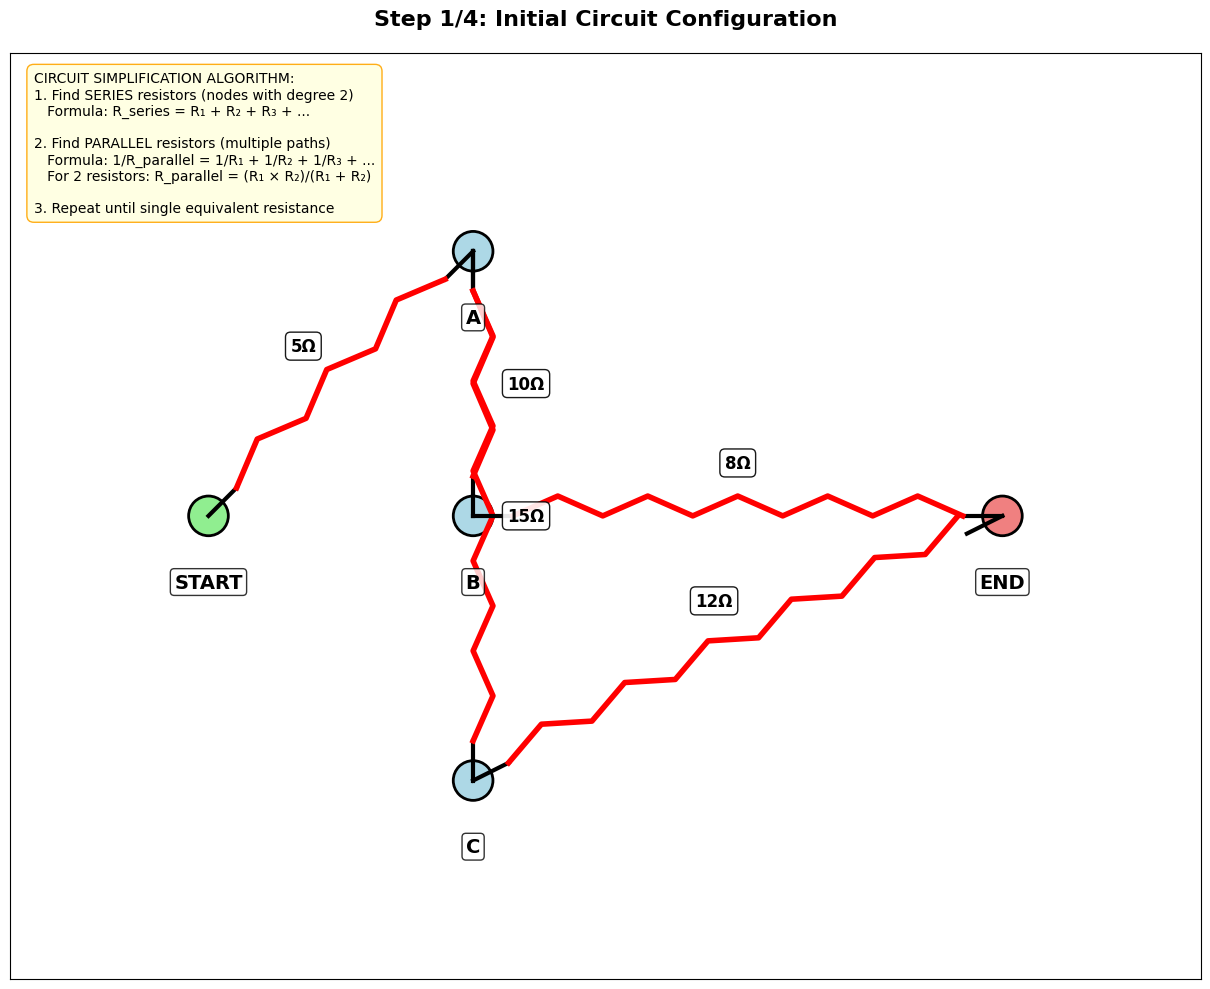 Step 1/4: Initial Circuit Configuration
CIRCUIT SIMPLIFICATION ALGORITHM:
1. Find SERIES resistors (nodes with degree 2)
Formula: R_series = R₁ + R₂ + R₃ + ...
2. Find PARALLEL resistors (multiple paths)
Formula: 1/R_parallel = 1/R₁ + 1/R₂ + 1/R₃ + ...
For 2 resistors: R_parallel = (R₁ × R₂)/(R₁ + R₂)
3. Repeat until single equivalent resistance
A
5Ω
10Ω
8Ω
15Ω
START
B
END
12Ω
C